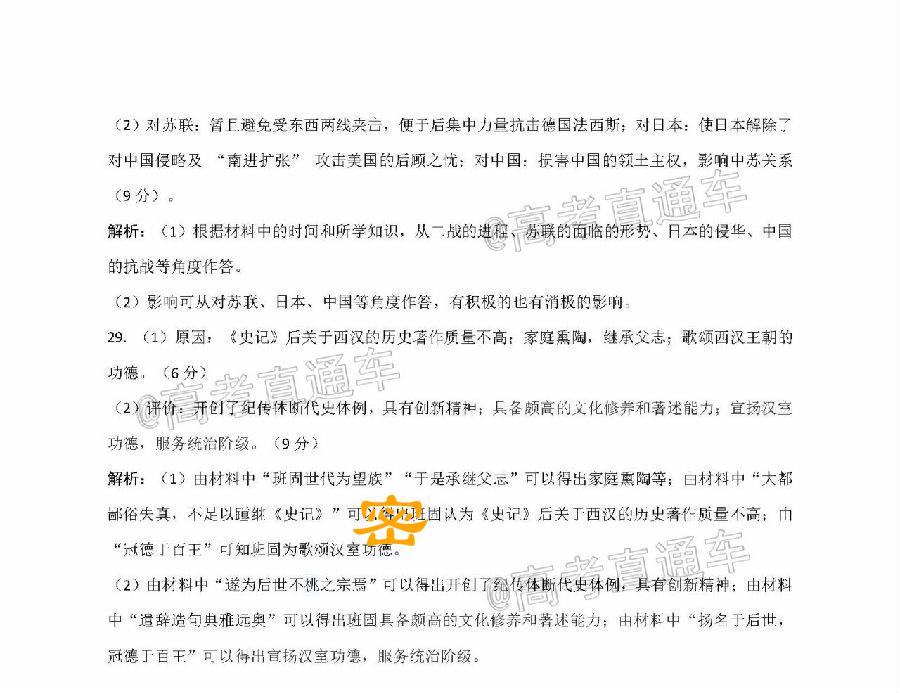 （2）对苏联：暂且避免受东西两线夹击，便于后集中力量抗击德国法西斯；对日本：使日本解除了
对中国侵略及 “南进扩张” 攻击美国的后顾之忧；对中国：损害中国的领土主权，影响中苏关系
（9 分）。
@高考直通车
解析：（1）根据材料中的时间和所学知识，从二战的进程、苏联的面临的形势、日本的侵华、中国
的抗战等角度作答。
（2）影响可从对苏联、日本、中国等角度作答，有积极的也有消极的影响。
29. （1）原因：《史记》后关于西汉的历史著作质量不高；家庭熏陶，继承父志；歌颂西汉王朝的
功德。（6 分）
@高考直通车
（2）评价：开创了纪传体断代史体例，具有创新精神；具备颇高的文化修养和著述能力；宣扬汉室
功德，服务统治阶级。（9 分）
解析：（1）由材料中“班固世代为望族”“于是承继父志”可以得出家庭熏陶等；由材料中“大都
鄙俗失真，不足以踵继《史记》”可以得出班固认为《史记》后关于西汉的历史著作质量不高；由
密
“冠德于百王”可知班固为歌颂汉室功德。
@高考直通车
（2）由材料中“遂为后世不祧之宗焉”可以得出开创了纪传体断代史体例，具有创新精神；由材料
中“遣辞造句典雅远奥”可以得出班固具备颇高的文化修养和著述能力；由材料中“扬名于后世，
冠德于百王”可以得出宣扬汉室功德，服务统治阶级。